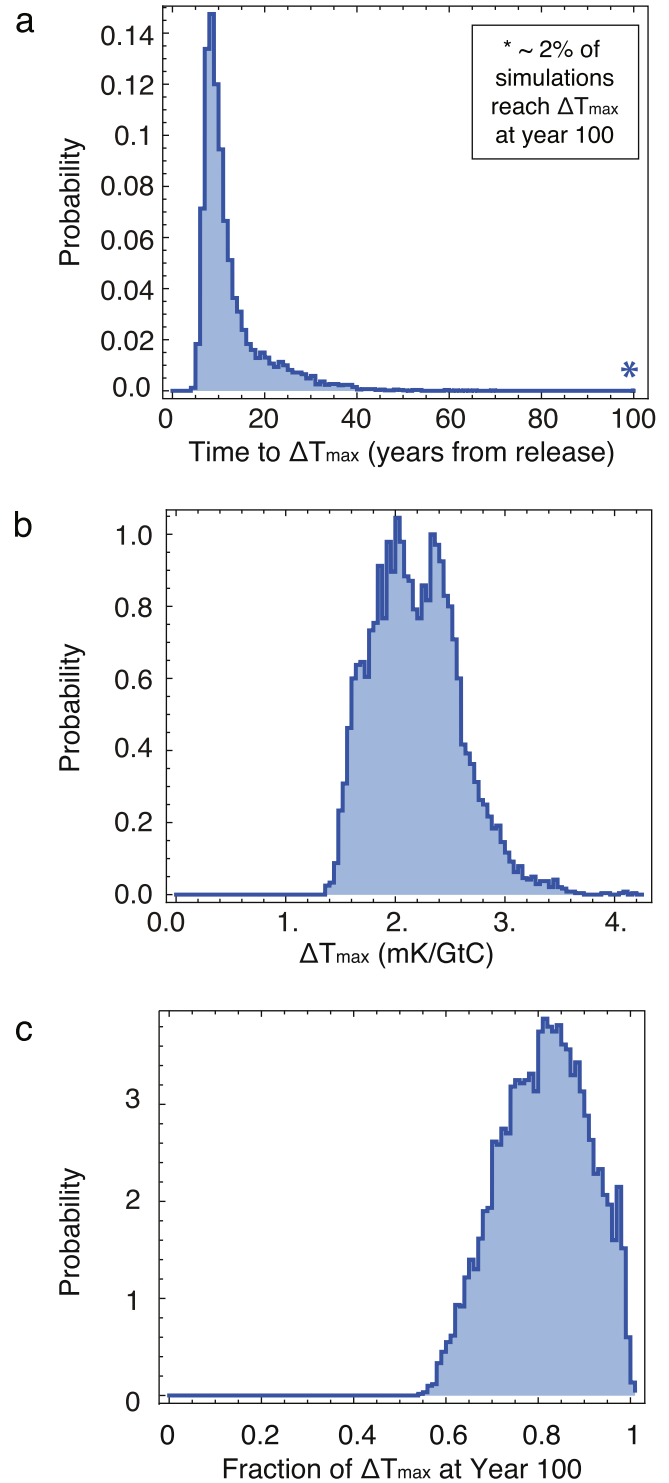 a
0.14
0.12
0.1
0.08
0.06
0.04
0.02
0.0
Probability
* ~ 2% of
simulations
reach ΔTmax
at year 100
*
0 20 40 60 80 100
Time to ΔTmax (years from release)
b
1.0
0.8
0.6
0.4
0.2
0.0
Probability
0.0 1. 2. 3. 4.
ΔTmax (mK/GtC)
c
3
2
1
0
Probability
0 0.2 0.4 0.6 0.8 1
Fraction of ΔTmax at Year 100